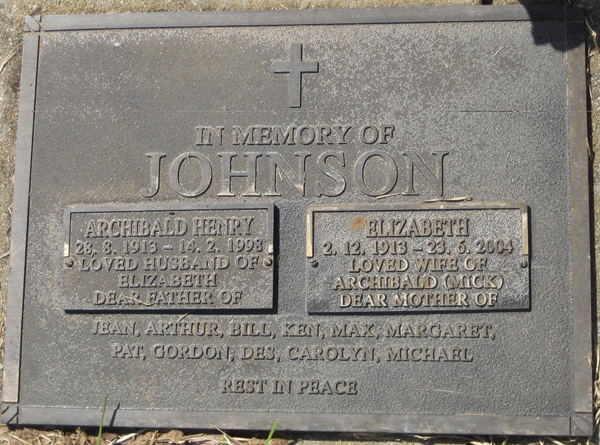 IN MEMORY OF
JOHNSON
ARCHIBALD HENRY
28. 8. 1913 – 14. 2. 1998
LOVED HUSBAND OF
ELIZABETH
DEAR FATHER OF
ELIZABETH
2. 12. 1913 – 23. 6. 2004
LOVED WIFE OF
ARCHIBALD (MICK)
DEAR MOTHER OF
JEAN, ARTHUR, BILL, KEN, MAX, MARGARET,
PAT, GORDON, DES, CAROLYN, MICHAEL
REST IN PEACE